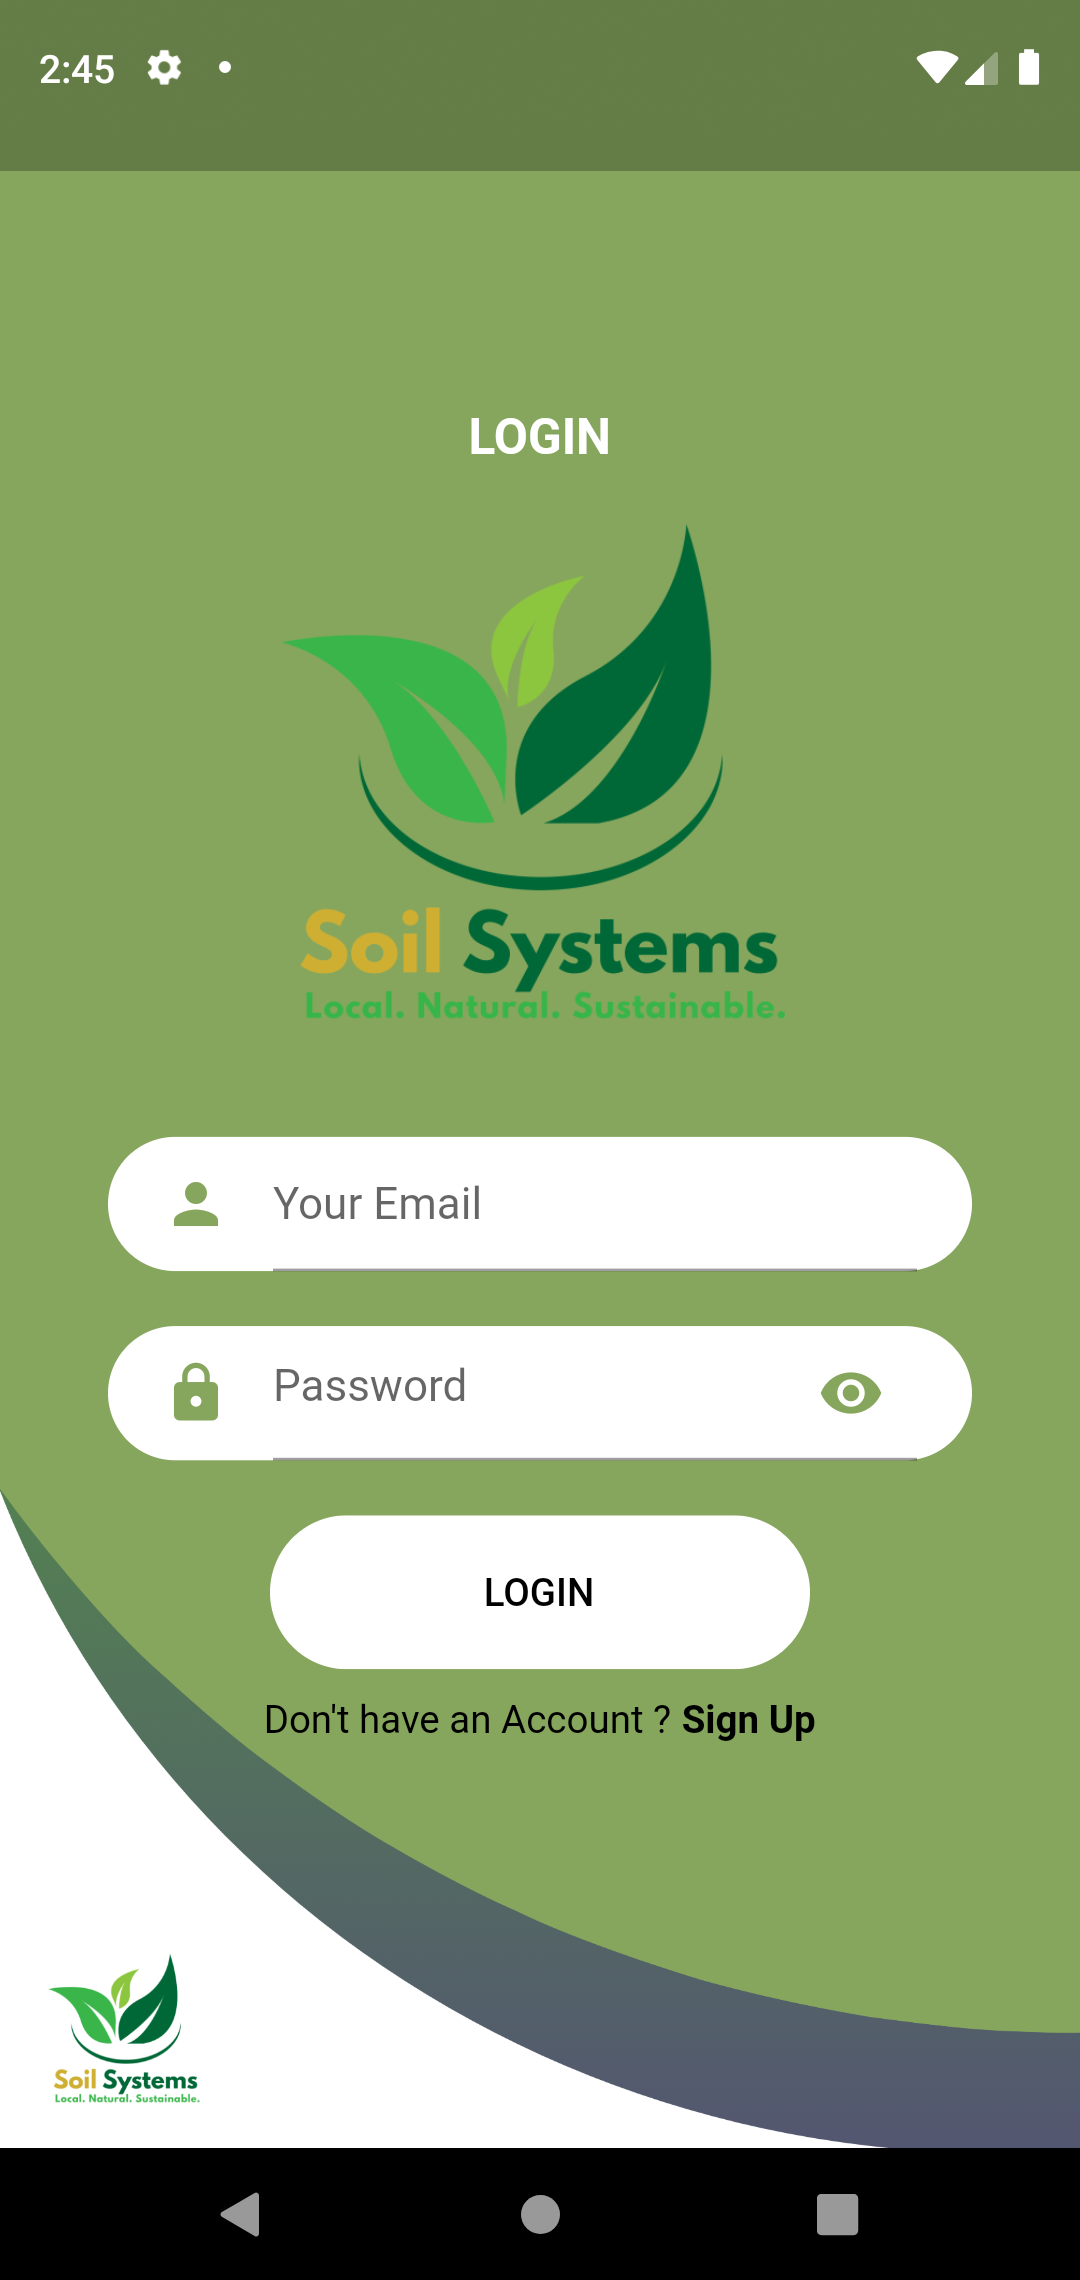 2:45
LOGIN
Soil Systems
Local. Natural. Sustainable.
Your Email
Password
LOGIN
Don't have an Account ? Sign Up
Soil Systems
Local. Natural. Sustainable.